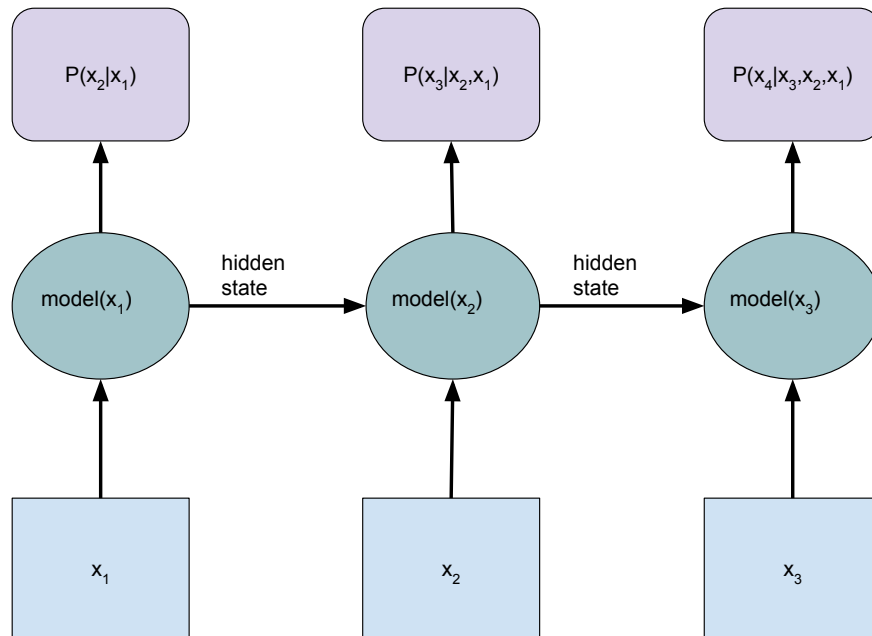 P(x₂|x₁)
P(x₃|x₂,x₁)
P(x₄|x₃,x₂,x₁)
hidden
state
hidden
state
model(x₁)
model(x₂)
model(x₃)
x₁
x₂
x₃